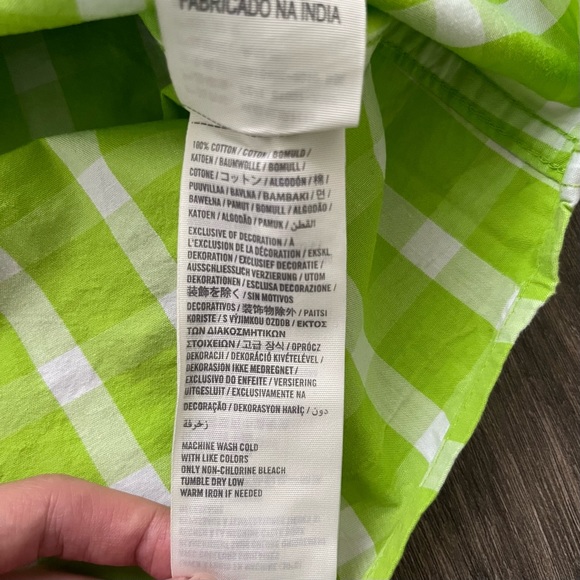 FABRICADO NA INDIA
100% COTTON / COTON / BOMULD /
KATOEN / BAUMWOLLE / BOMULL /
COTONE / コットン / ALGODÓN / 棉 /
PUUVILLAA / BAVLNA / ΒΑΜΒΑΚΙ / 면 /
BAWEŁNA / PAMUT / BOMULL / ALGODÃO /
KATOEN / ALGODÃO / PAMUK / القطن
EXCLUSIVE OF DECORATION / À
L'EXCLUSION DE LA DÉCORATION / EKSKL
DEKORATION / EXCLUSIEF DECORATIE /
AUSSCHLIESSLICH VERZIERUNG / UTOM
DEKORATIONEN / ESCLUSA DECORAZIONE /
装飾を除く / SIN MOTIVOS
DECORATIVOS / 装饰物除外 / PAITSI
KORISTE / S VÝJIMKOU OZDOB / ΕΚΤΟΣ
ΤΩΝ ΔΙΑΚΟΣΜΗΤΙΚΩΝ
ΣΤΟΙΧΕΙΩΝ / 고급 장식 / OPRÓCZ
DEKORACJI / DEKORÁCIÓ KIVÉTELÉVEL /
DEKORASJON IKKE MEDREGNET /
EXCLUSIVO DO ENFEITE / VERSIERING
UITGESLUIT / EXCLUSIVAMENTE NA
DECORAÇÃO / DEKORASYON HARİÇ / دون
زخرفة
MACHINE WASH COLD
WITH LIKE COLORS
ONLY NON-CHLORINE BLEACH
TUMBLE DRY LOW
WARM IRON IF NEEDED